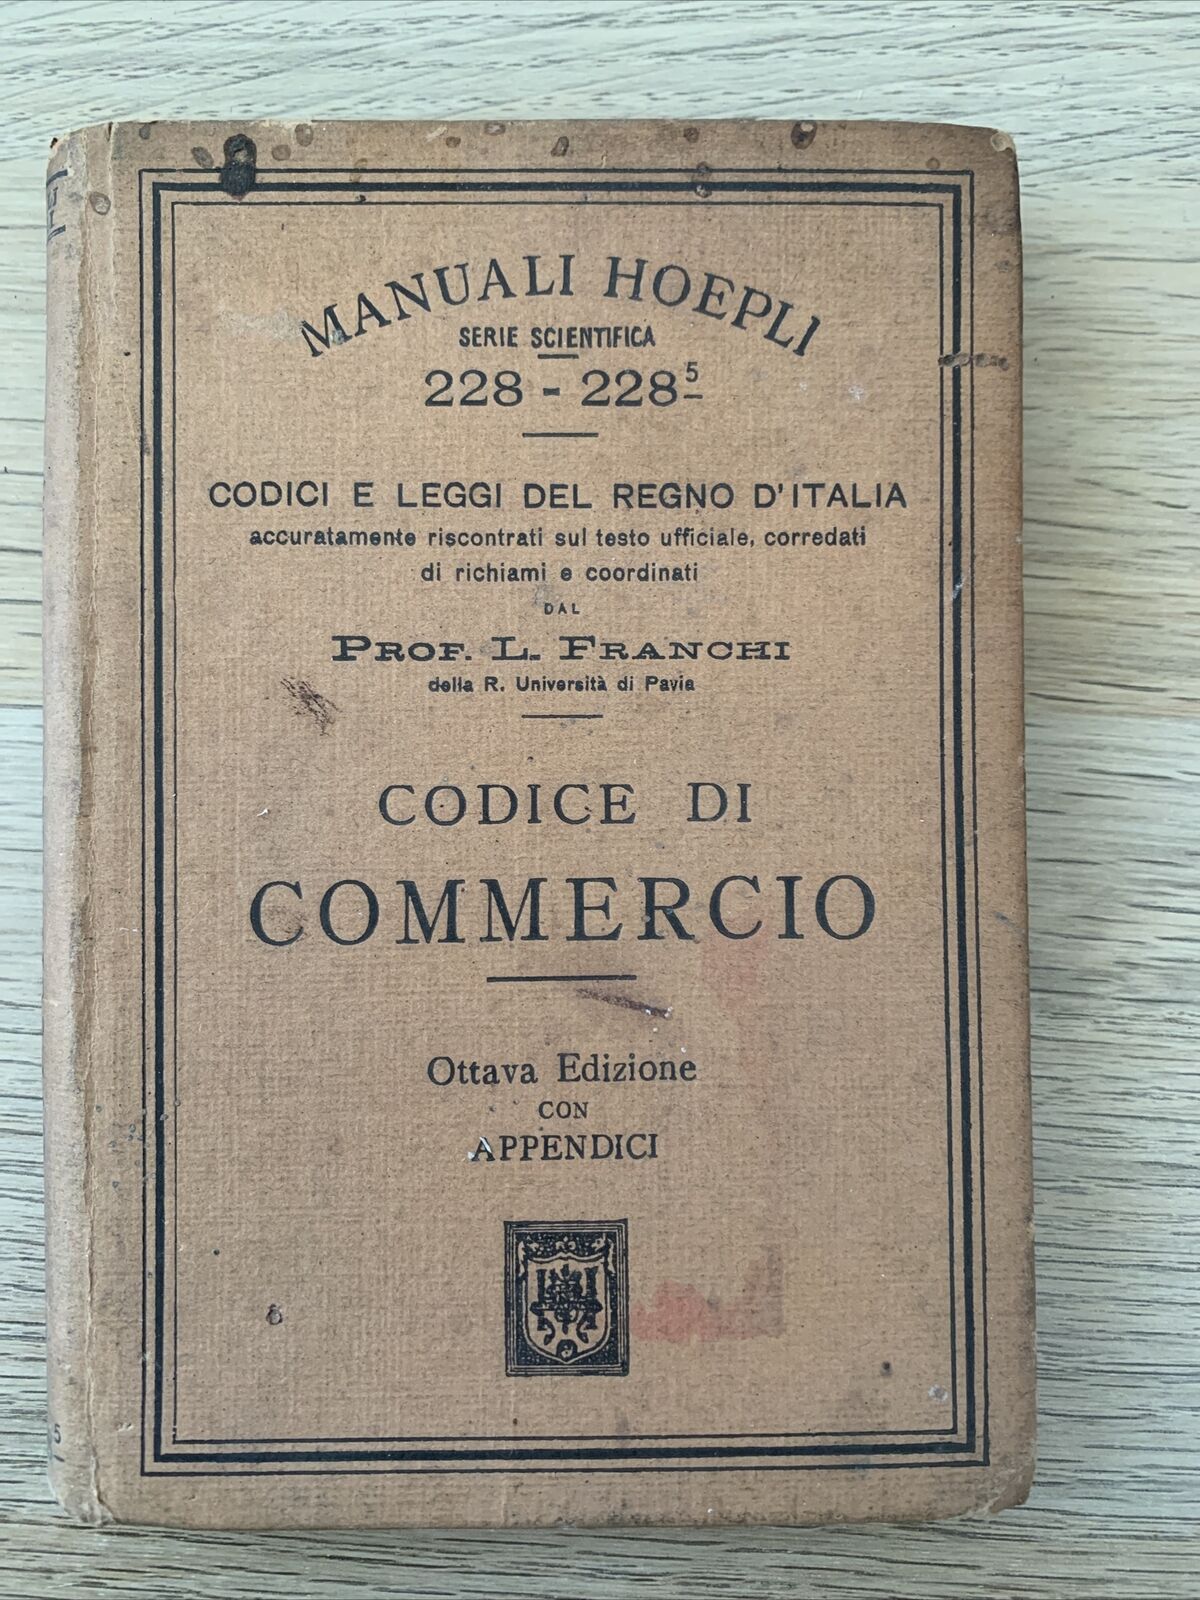 MANUALI HOEPLI
SERIE SCIENTIFICA
228 - 228⁵
CODICI E LEGGI DEL REGNO D'ITALIA
accuratamente riscontrati sul testo ufficiale, corredati
di richiami e coordinati
DAL
PROF. L. FRANCHI
della R. Università di Pavia
CODICE DI
COMMERCIO
Ottava Edizione
CON
APPENDICI
5